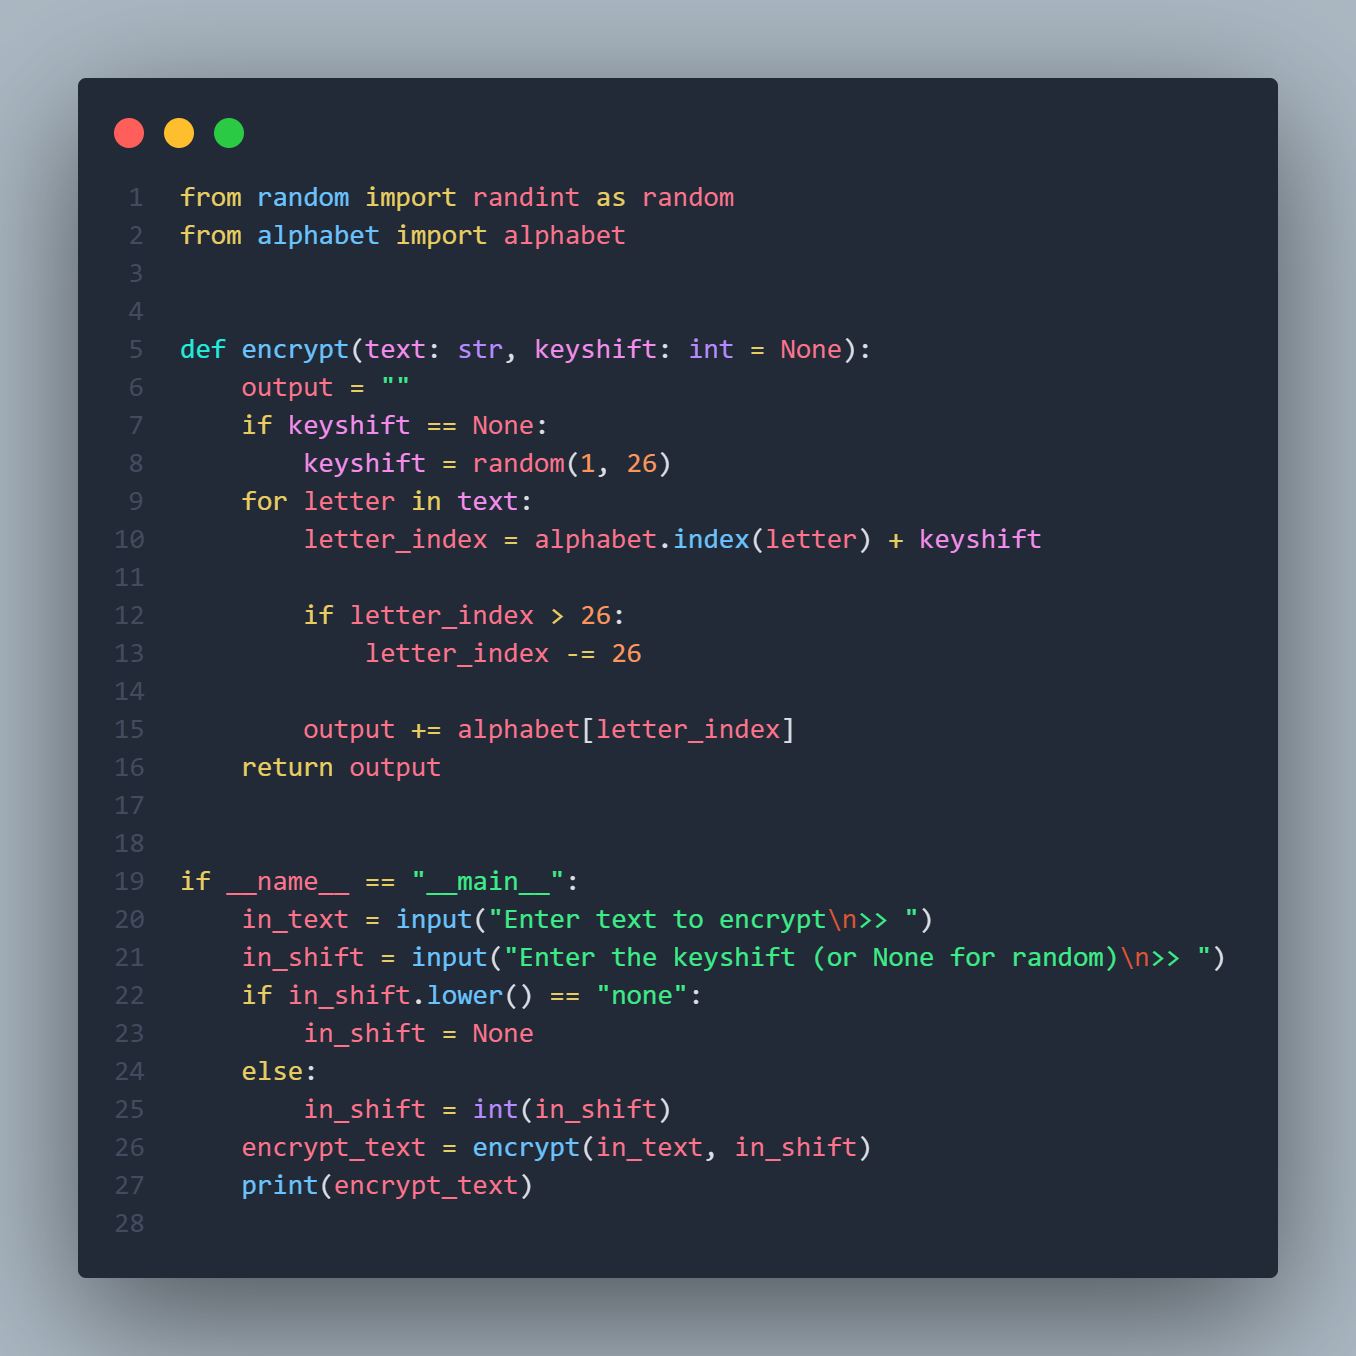 1 from random import randint as random
2 from alphabet import alphabet
3
4
5 def encrypt(text: str, keyshift: int = None):
6     output = ""
7     if keyshift == None:
8         keyshift = random(1, 26)
9     for letter in text:
10         letter_index = alphabet.index(letter) + keyshift
11
12         if letter_index > 26:
13             letter_index -= 26
14
15         output += alphabet[letter_index]
16     return output
17
18
19 if __name__ == "__main__":
20     in_text = input("Enter text to encrypt\n>> ")
21     in_shift = input("Enter the keyshift (or None for random)\n>> ")
22     if in_shift.lower() == "none":
23         in_shift = None
24     else:
25         in_shift = int(in_shift)
26     encrypt_text = encrypt(in_text, in_shift)
27     print(encrypt_text)
28